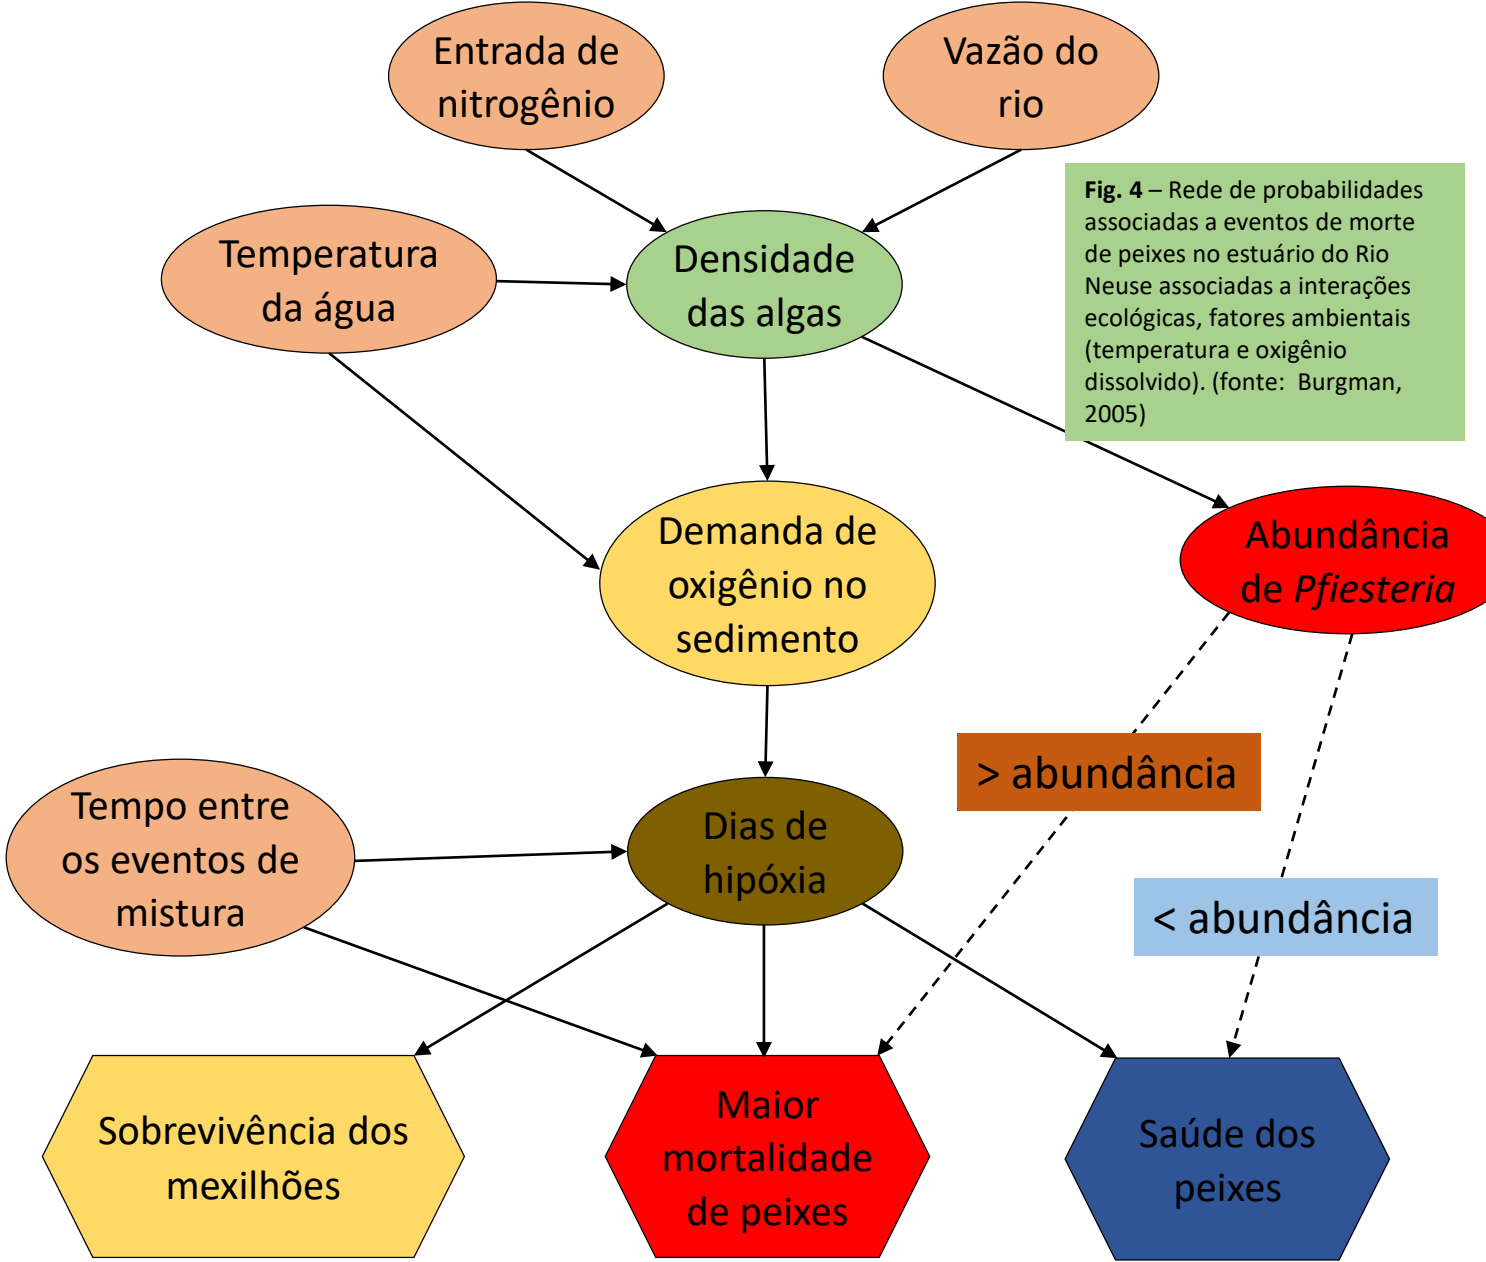 Entrada de
nitrogênio
Vazão do
rio
Fig. 4 – Rede de probabilidades
associadas a eventos de morte
de peixes no estuário do Rio
Neuse associadas a interações
ecológicas, fatores ambientais
(temperatura e oxigênio
dissolvido). (fonte: Burgman,
2005)
Temperatura
da água
Densidade
das algas
Demanda de
oxigênio no
sedimento
Abundância
de Pfiesteria
> abundância
Tempo entre
os eventos de
mistura
Dias de
hipóxia
< abundância
Sobrevivência dos
mexilhões
Maior
mortalidade
de peixes
Saúde dos
peixes